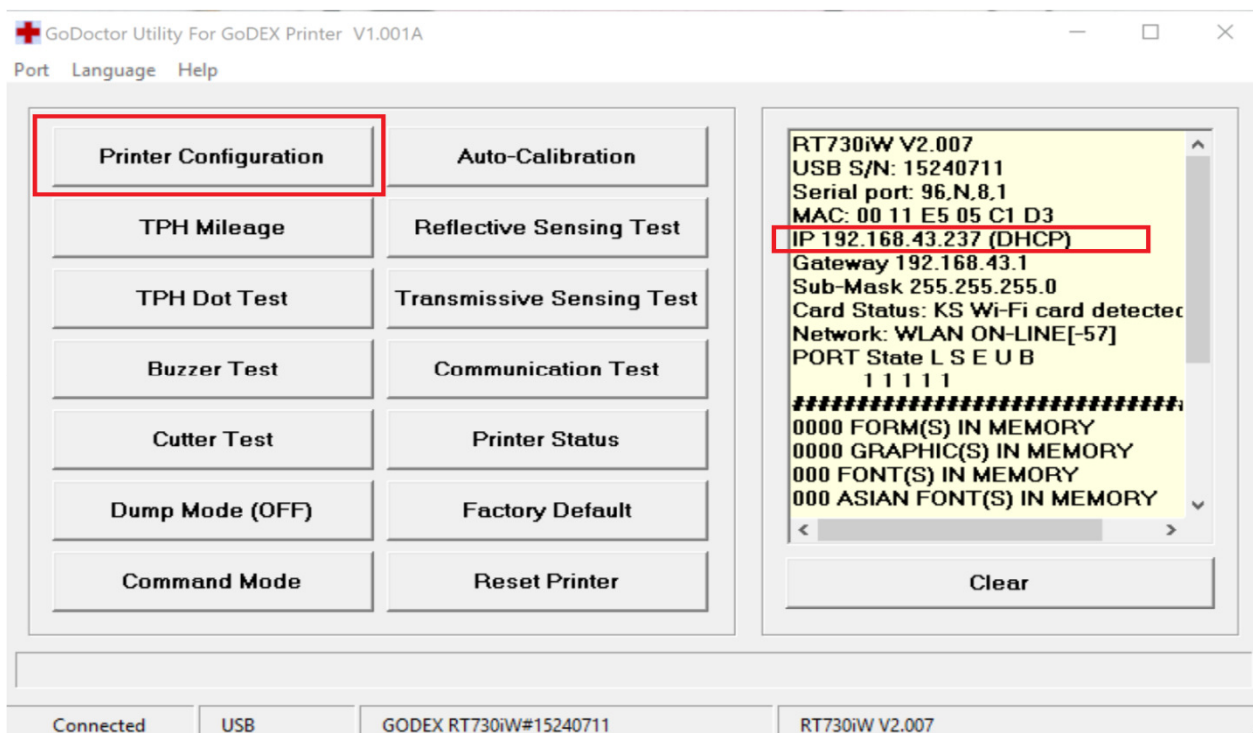 GoDoctor Utility For GoDEX Printer V1.001A
Port Language Help
Printer Configuration
Auto-Calibration
TPH Mileage
Reflective Sensing Test
TPH Dot Test
Transmissive Sensing Test
Buzzer Test
Communication Test
Cutter Test
Printer Status
Dump Mode (OFF)
Factory Default
Command Mode
Reset Printer
RT730iW V2.007
USB S/N: 15240711
Serial port: 96,N,8,1
MAC: 00 11 E5 05 C1 D3
IP 192.168.43.237 (DHCP)
Gateway 192.168.43.1
Sub-Mask 255.255.255.0
Card Status: KS Wi-Fi card detected
Network: WLAN ON-LINE[-57]
PORT State L S E U B
1 1 1 1 1
##############################
0000 FORM(S) IN MEMORY
0000 GRAPHIC(S) IN MEMORY
000 FONT(S) IN MEMORY
000 ASIAN FONT(S) IN MEMORY
Clear
Connected USB GODEX RT730iW#15240711 RT730iW V2.007